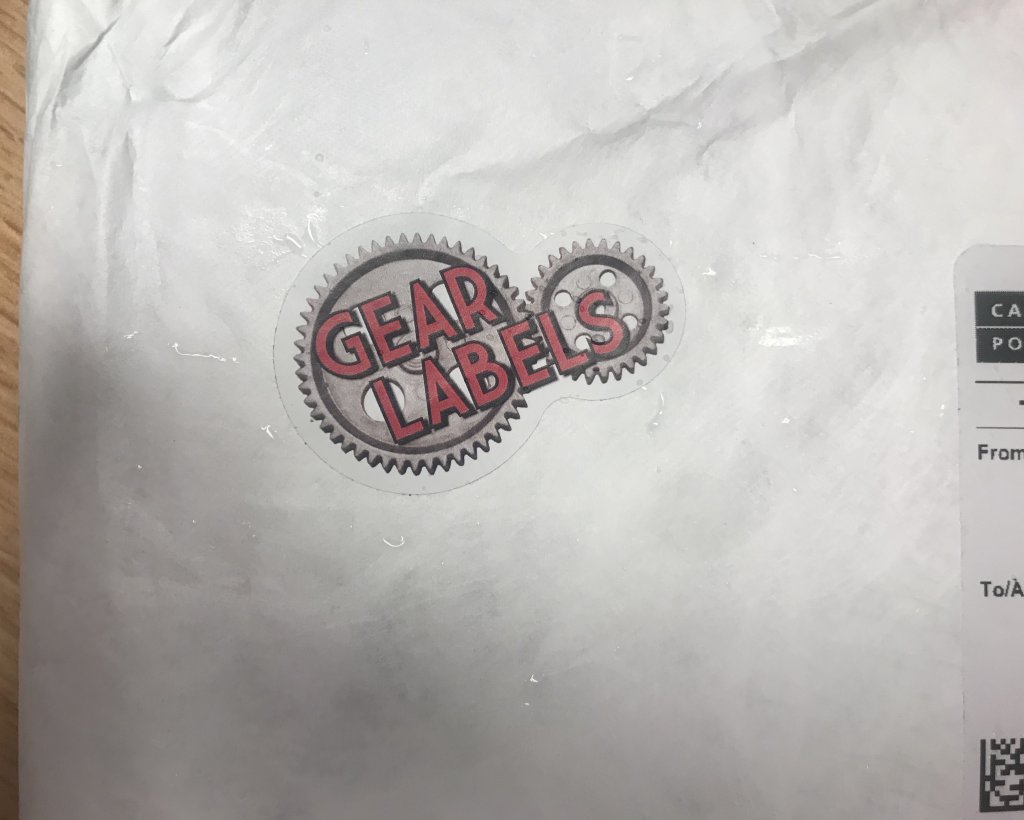 GEAR
LABELS
CA
PO
From
To/À